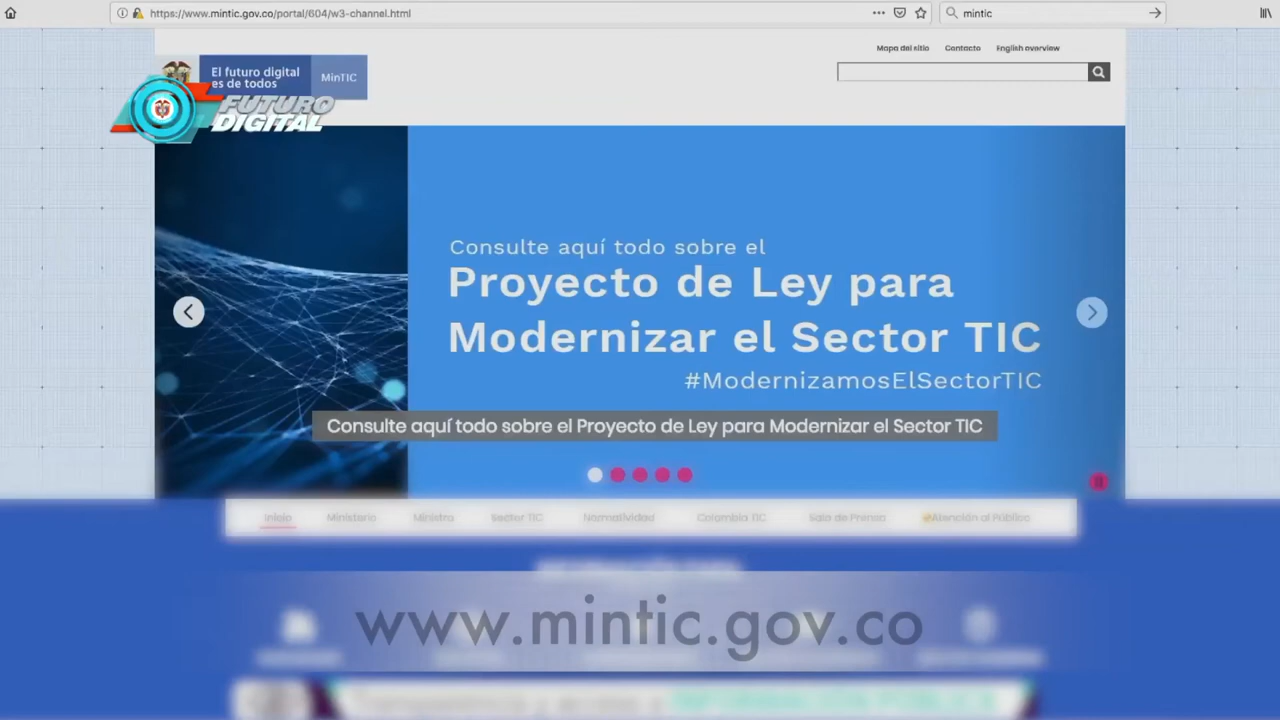 https://www.mintic.gov.co/portal/604/w3-channel.html
mintic
Mapa del sitio Contacto English overview
El futuro digital
es de todos
MinTIC
FUTURO
DIGITAL
Consulte aquí todo sobre el
Proyecto de Ley para
Modernizar el Sector TIC
#ModernizamosElSectorTIC
Consulte aquí todo sobre el Proyecto de Ley para Modernizar el Sector TIC
Inicio Ministerio Ministra Sector TIC Normatividad Colombia TIC Sala de Prensa Atención al Público
www.mintic.gov.co